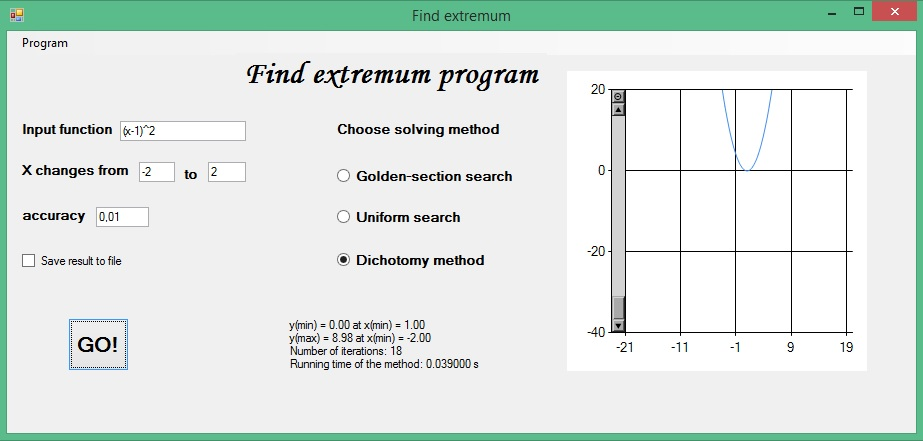 Find extremum
Program
Find extremum program
Input function (x-1)^2
X changes from -2 to 2
accuracy 0,01
Save result to file
GO!
Choose solving method
Golden-section search
Uniform search
Dichotomy method
y(min) = 0.00 at x(min) = 1.00
y(max) = 8.98 at x(min) = -2.00
Number of iterations: 18
Running time of the method: 0.039000 s
20
0
-20
-40
-21 -11 -1 9 19